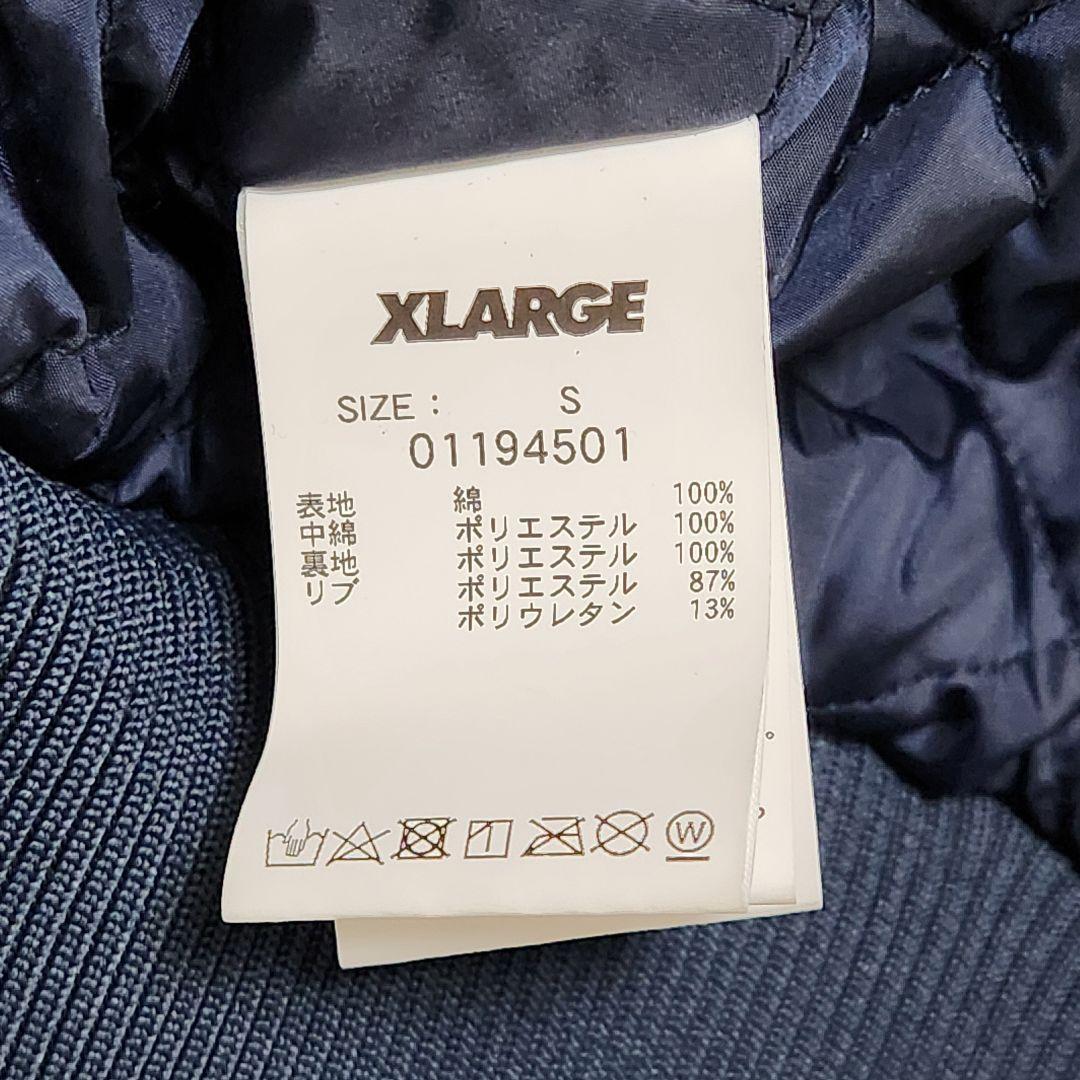 XLARGE
SIZE : S
01194501
表地 綿 100%
中綿 ポリエステル 100%
裏地 ポリエステル 100%
リブ ポリエステル 87%
ポリウレタン 13%
W